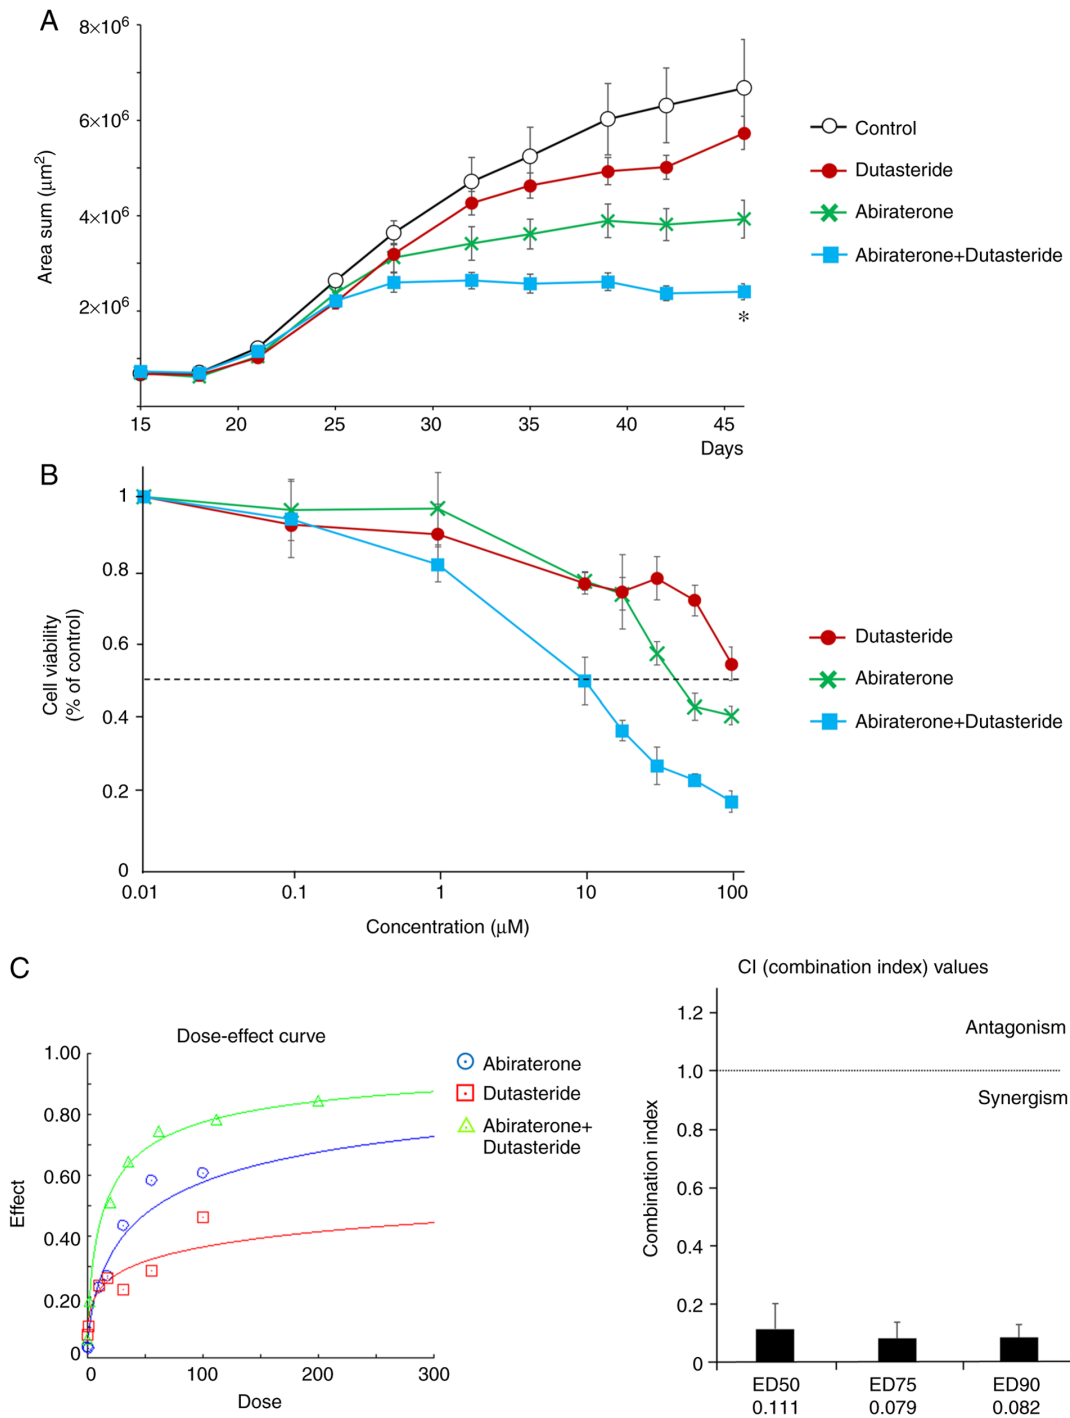 A
8×10⁶
6×10⁶
4×10⁶
2×10⁶
Area sum (μm²)
15 20 25 30 35 40 45
Days
*
Control
Dutasteride
Abiraterone
Abiraterone+Dutasteride
B
1
0.8
0.6
0.4
0.2
0
Cell viability
(% of control)
0.01 0.1 1 10 100
Concentration (μM)
Dutasteride
Abiraterone
Abiraterone+Dutasteride
C
Dose-effect curve
1.00
0.80
0.60
0.40
0.20
0
Effect
0 100 200 300
Dose
Abiraterone
Dutasteride
Abiraterone+
Dutasteride
CI (combination index) values
1.2
1.0
0.8
0.6
0.4
0.2
0
Combination index
Antagonism
Synergism
ED50 ED75 ED90
0.111 0.079 0.082